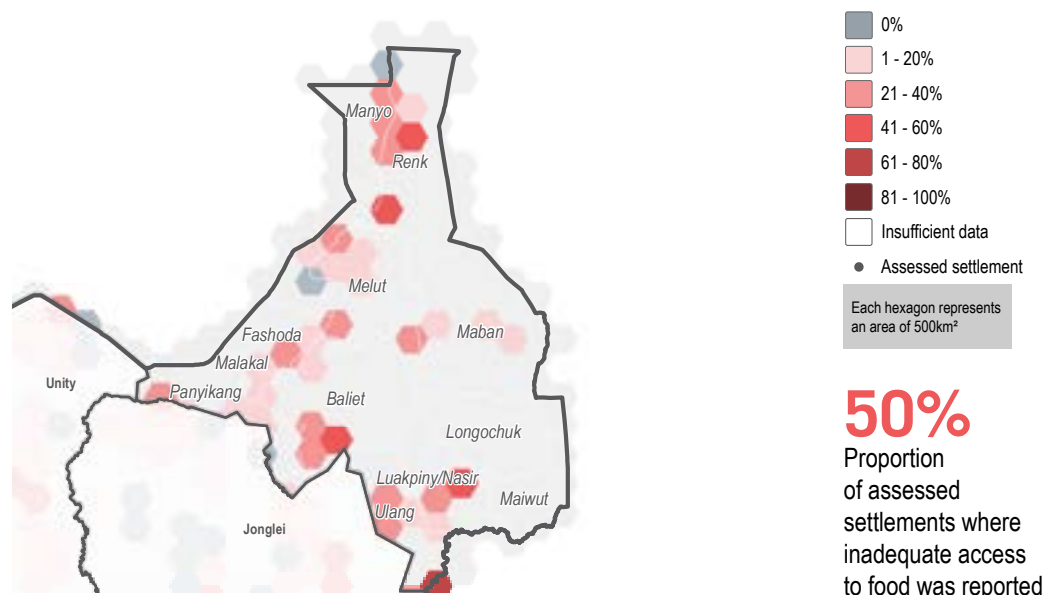 Manyo
Renk
Melut
Fashoda
Maban
Malakal
Unity
Panyikang
Baliet
Longochuk
Luakpiny/Nasir
Maiwut
Ulang
Jonglei
0%
1 - 20%
21 - 40%
41 - 60%
61 - 80%
81 - 100%
Insufficient data
Assessed settlement
Each hexagon represents
an area of 500km²
50%
Proportion
of assessed
settlements where
inadequate access
to food was reported